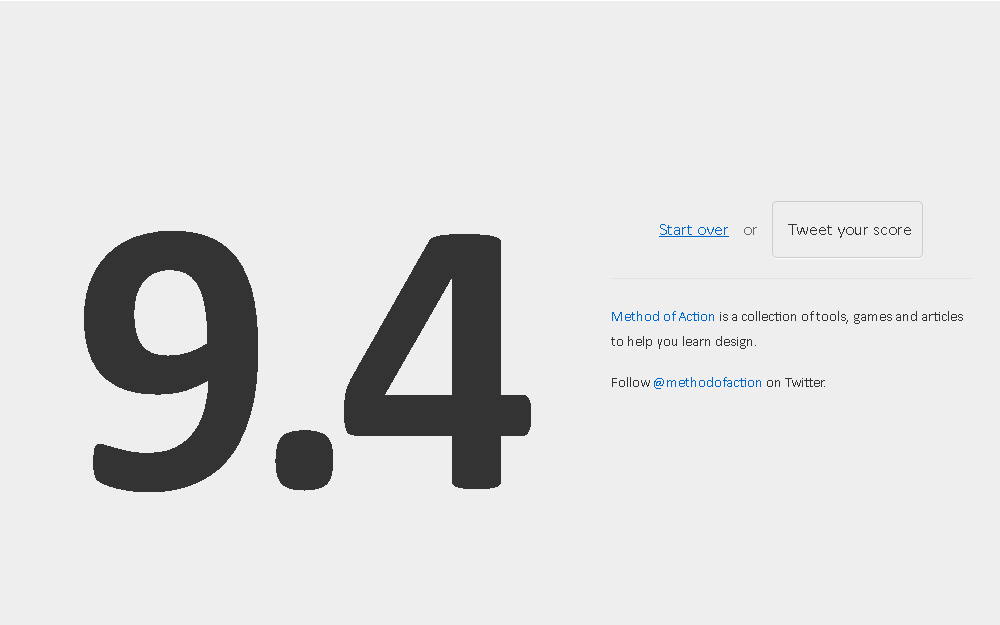 9.4
Start over or Tweet your score
Method of Action is a collection of tools, games and articles
to help you learn design.
Follow @methodofaction on Twitter.